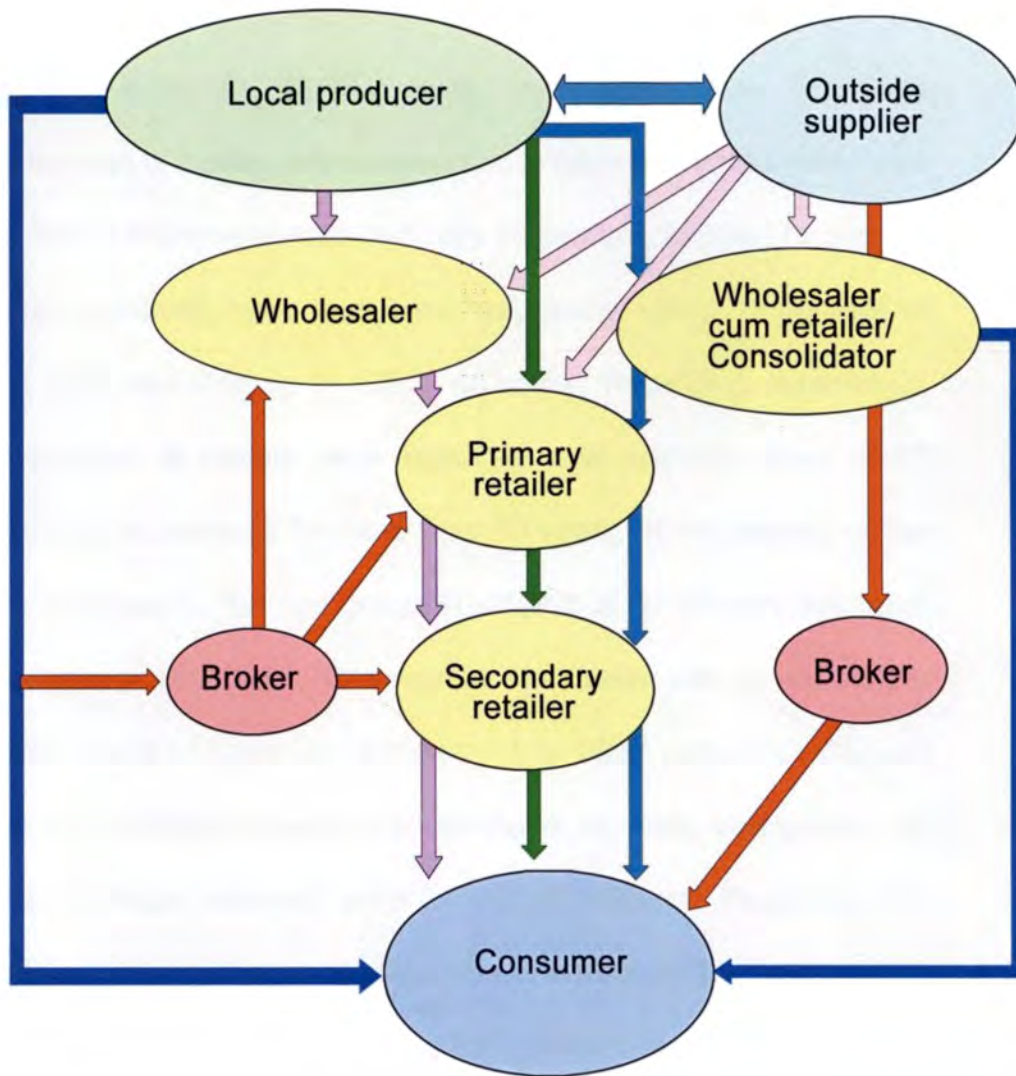 Local producer
Outside
supplier
Wholesaler
Wholesaler
cum retailer/
Consolidator
Primary
retailer
Broker
Secondary
retailer
Broker
Consumer